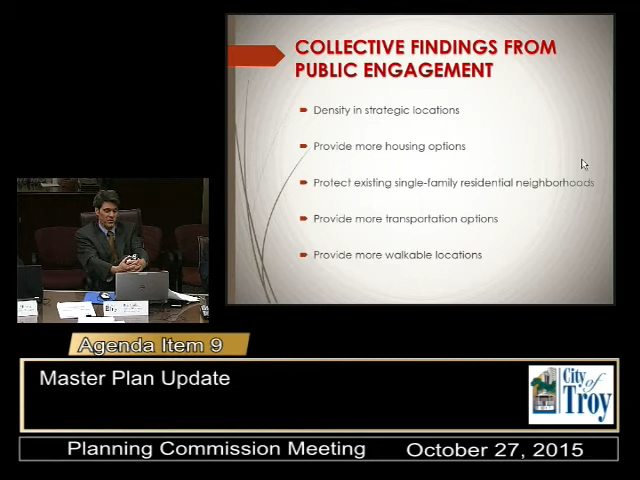 COLLECTIVE FINDINGS FROM
PUBLIC ENGAGEMENT
Density in strategic locations
Provide more housing options
Protect existing single-family residential neighborhoods
Provide more transportation options
Provide more walkable locations
Agenda Item 9
Master Plan Update
City
of
Troy
Planning Commission Meeting October 27, 2015